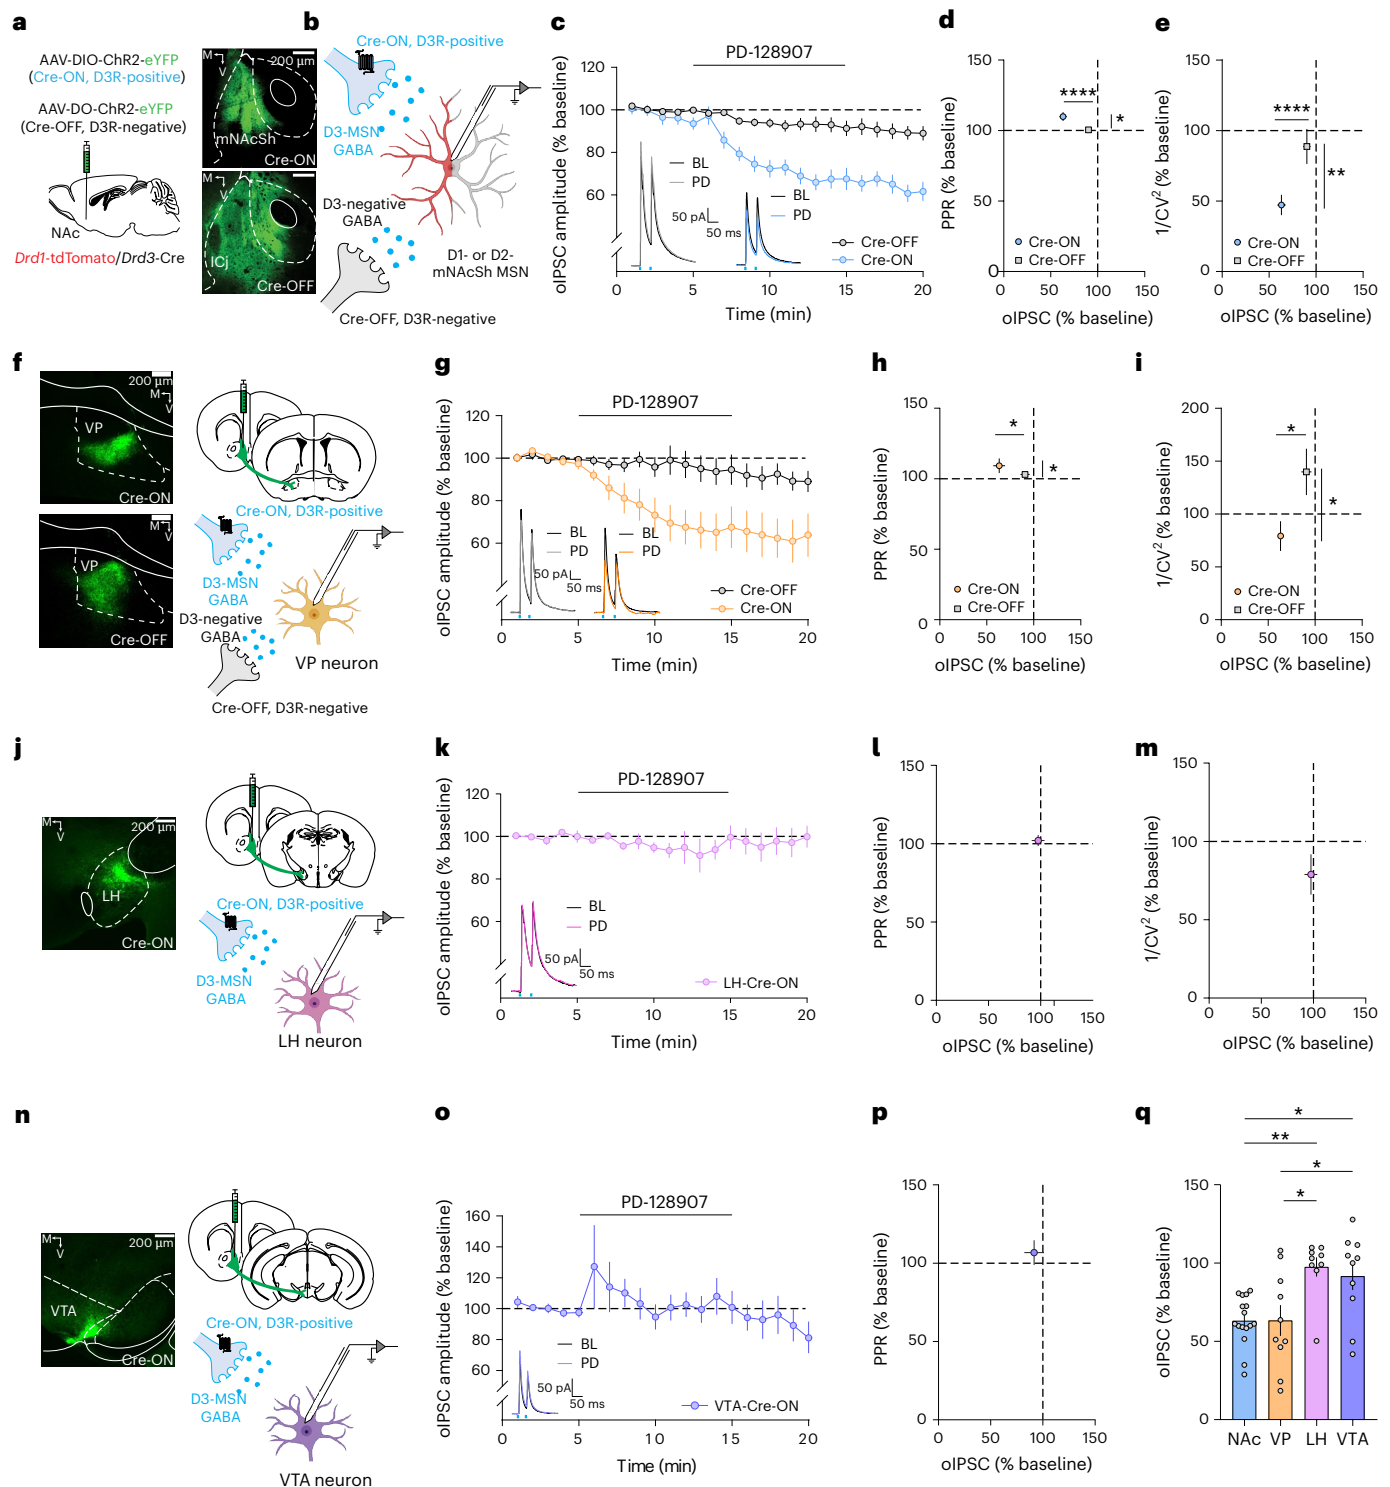 a
AAV-DIO-ChR2-eYFP
(Cre-ON, D3R-positive)
AAV-DO-ChR2-eYFP
(Cre-OFF, D3R-negative)
NAc
Drd1-tdTomato/Drd3-Cre
M
V
200 µm
mNAcSh
Cre-ON
M
V
ICj
Cre-OFF
b
Cre-ON, D3R-positive
D3-MSN
GABA
D3-negative
GABA
D1- or D2-
mNAcSh MSN
Cre-OFF, D3R-negative
c
PD-128907
oIPSC amplitude (% baseline)
120
100
80
60
BL
PD
50 pA
50 ms
BL
PD
Cre-OFF
Cre-ON
0 5 10 15 20
Time (min)
d
PPR (% baseline)
150
100
50
0
****
*
Cre-ON
Cre-OFF
0 50 100 150
oIPSC (% baseline)
e
1/CV2 (% baseline)
150
100
50
0
****
**
Cre-ON
Cre-OFF
0 50 100 150
oIPSC (% baseline)
f
200 µm
M
V
VP
Cre-ON
M
V
VP
Cre-OFF
Cre-ON, D3R-positive
D3-MSN
GABA
D3-negative
GABA
VP neuron
Cre-OFF, D3R-negative
g
PD-128907
oIPSC amplitude (% baseline)
120
100
80
60
BL
PD
50 pA
50 ms
BL
PD
Cre-OFF
Cre-ON
0 5 10 15 20
Time (min)
h
PPR (% baseline)
150
100
50
0
*
*
Cre-ON
Cre-OFF
0 50 100 150
oIPSC (% baseline)
i
1/CV2 (% baseline)
200
150
100
50
0
*
*
Cre-ON
Cre-OFF
0 50 100 150
oIPSC (% baseline)
j
M
V
200 µm
LH
Cre-ON
Cre-ON, D3R-positive
D3-MSN
GABA
LH neuron
k
PD-128907
oIPSC amplitude (% baseline)
120
100
80
60
BL
PD
50 pA
50 ms
LH-Cre-ON
0 5 10 15 20
Time (min)
l
PPR (% baseline)
150
100
50
0
0 50 100 150
oIPSC (% baseline)
m
1/CV2 (% baseline)
150
100
50
0
0 50 100 150
oIPSC (% baseline)
n
M
V
200 µm
VTA
Cre-ON
Cre-ON, D3R-positive
D3-MSN
GABA
VTA neuron
o
PD-128907
oIPSC amplitude (% baseline)
160
140
120
100
80
60
BL
PD
50 pA
50 ms
VTA-Cre-ON
0 5 10 15 20
Time (min)
p
PPR (% baseline)
150
100
50
0
0 50 100 150
oIPSC (% baseline)
q
*
**
*
*
oIPSC (% baseline)
150
100
50
0
NAc VP LH VTA